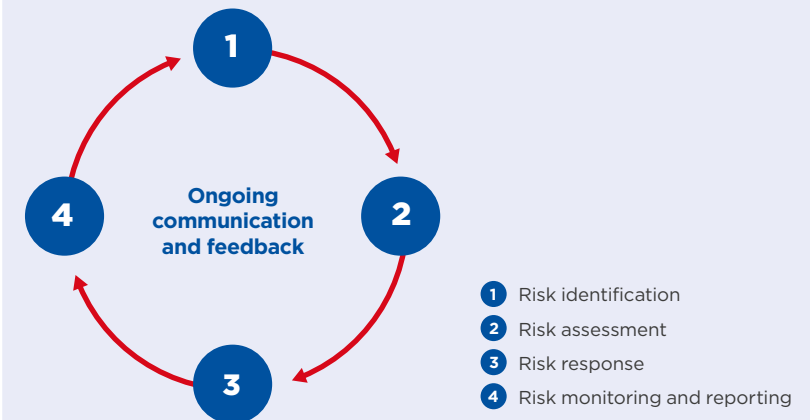 1
2
3
4
Ongoing
communication
and feedback
1 Risk identification
2 Risk assessment
3 Risk response
4 Risk monitoring and reporting